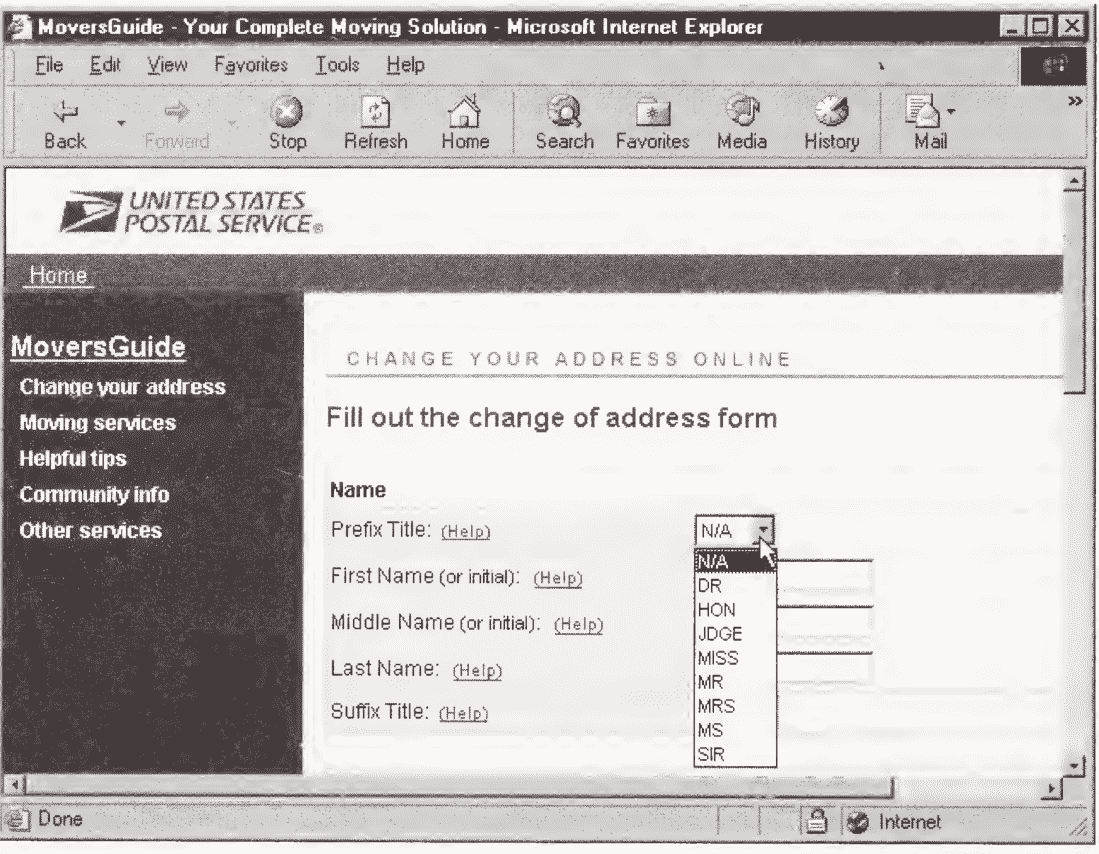 MoversGuide - Your Complete Moving Solution - Microsoft Internet Explorer
File Edit View Favorites Tools Help
Back Forward Stop Refresh Home Search Favorites Media History Mail »
UNITED STATES
POSTAL SERVICE®
Home
MoversGuide
Change your address
Moving services
Helpful tips
Community info
Other services
CHANGE YOUR ADDRESS ONLINE
Fill out the change of address form
Name
Prefix Title: (Help) N/A
First Name (or initial): (Help)
Middle Name (or initial): (Help)
Last Name: (Help)
Suffix Title: (Help)
N/A
DR
HON
JDGE
MISS
MR
MRS
MS
SIR
Done Internet